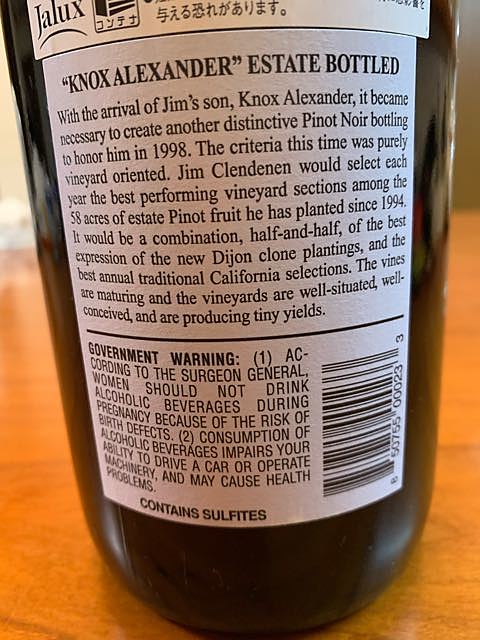 Jalux
コンテナ
与える恐れがあります。
“KNOX ALEXANDER” ESTATE BOTTLED
With the arrival of Jim’s son, Knox Alexander, it became
necessary to create another distinctive Pinot Noir bottling
to honor him in 1998. The criteria this time was purely
vineyard oriented. Jim Clendenen would select each
year the best performing vineyard sections among the
58 acres of estate Pinot fruit he has planted since 1994.
It would be a combination, half-and-half, of the best
expression of the new Dijon clone plantings, and the
best annual traditional California selections. The vines
are maturing and the vineyards are well-situated, well-
conceived, and are producing tiny yields.
GOVERNMENT WARNING: (1) AC-
CORDING TO THE SURGEON GENERAL,
WOMEN SHOULD NOT DRINK
ALCOHOLIC BEVERAGES DURING
PREGNANCY BECAUSE OF THE RISK OF
BIRTH DEFECTS. (2) CONSUMPTION OF
ALCOHOLIC BEVERAGES IMPAIRS YOUR
ABILITY TO DRIVE A CAR OR OPERATE
MACHINERY, AND MAY CAUSE HEALTH
PROBLEMS.
8 50755 00023 3
CONTAINS SULFITES